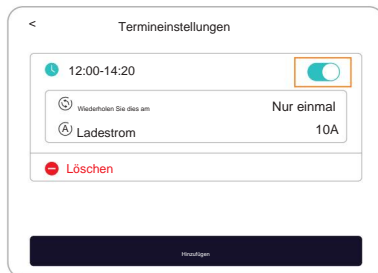 < Termineinstellungen
12:00-14:20
Wiederholen Sie dies am Nur einmal
A Ladestrom 10A
Löschen
Hinzufügen